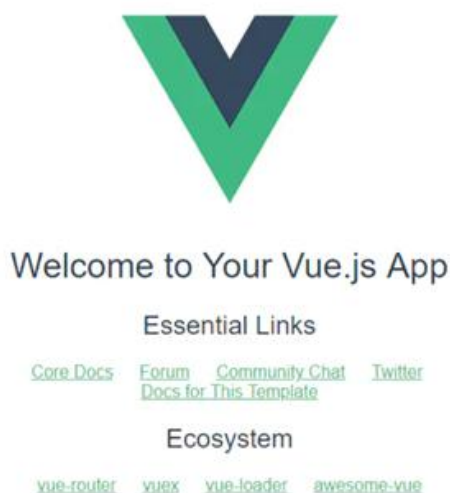 Welcome to Your Vue.js App
Essential Links
Core Docs Forum Community Chat Twitter
Docs for This Template
Ecosystem
vue-router vuex vue-loader awesome-vue